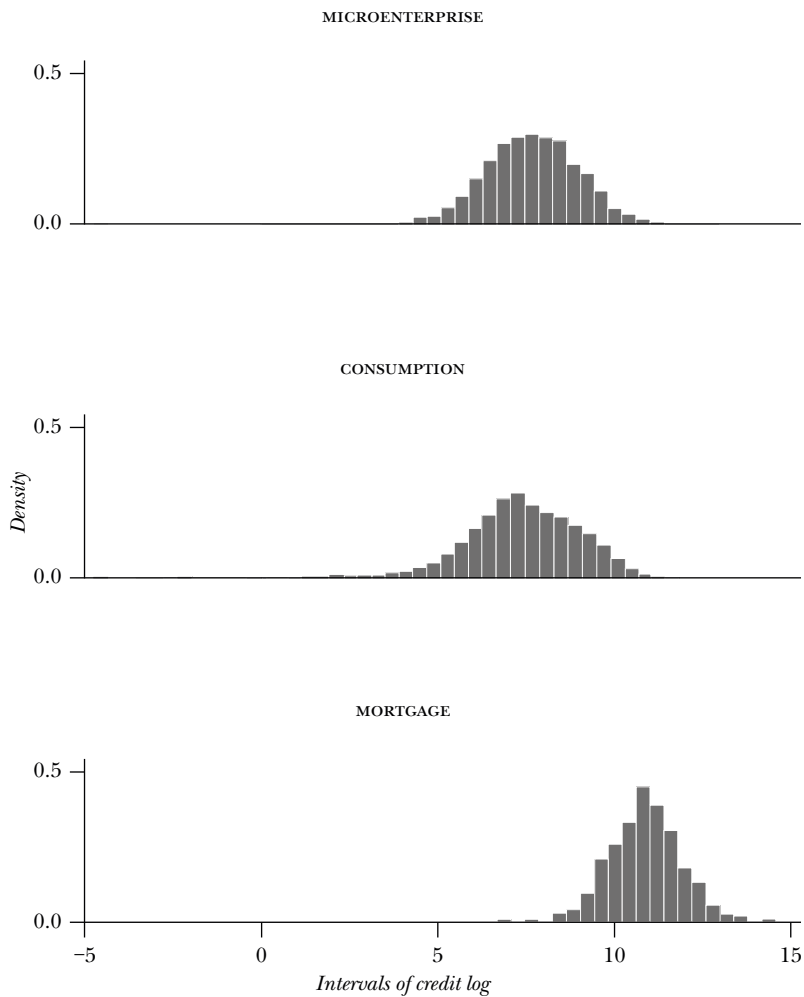 MICROENTERPRISE
0.5
0.0
CONSUMPTION
0.5
Density
0.0
MORTGAGE
0.5
0.0
−5 0 5 10 15
Intervals of credit log